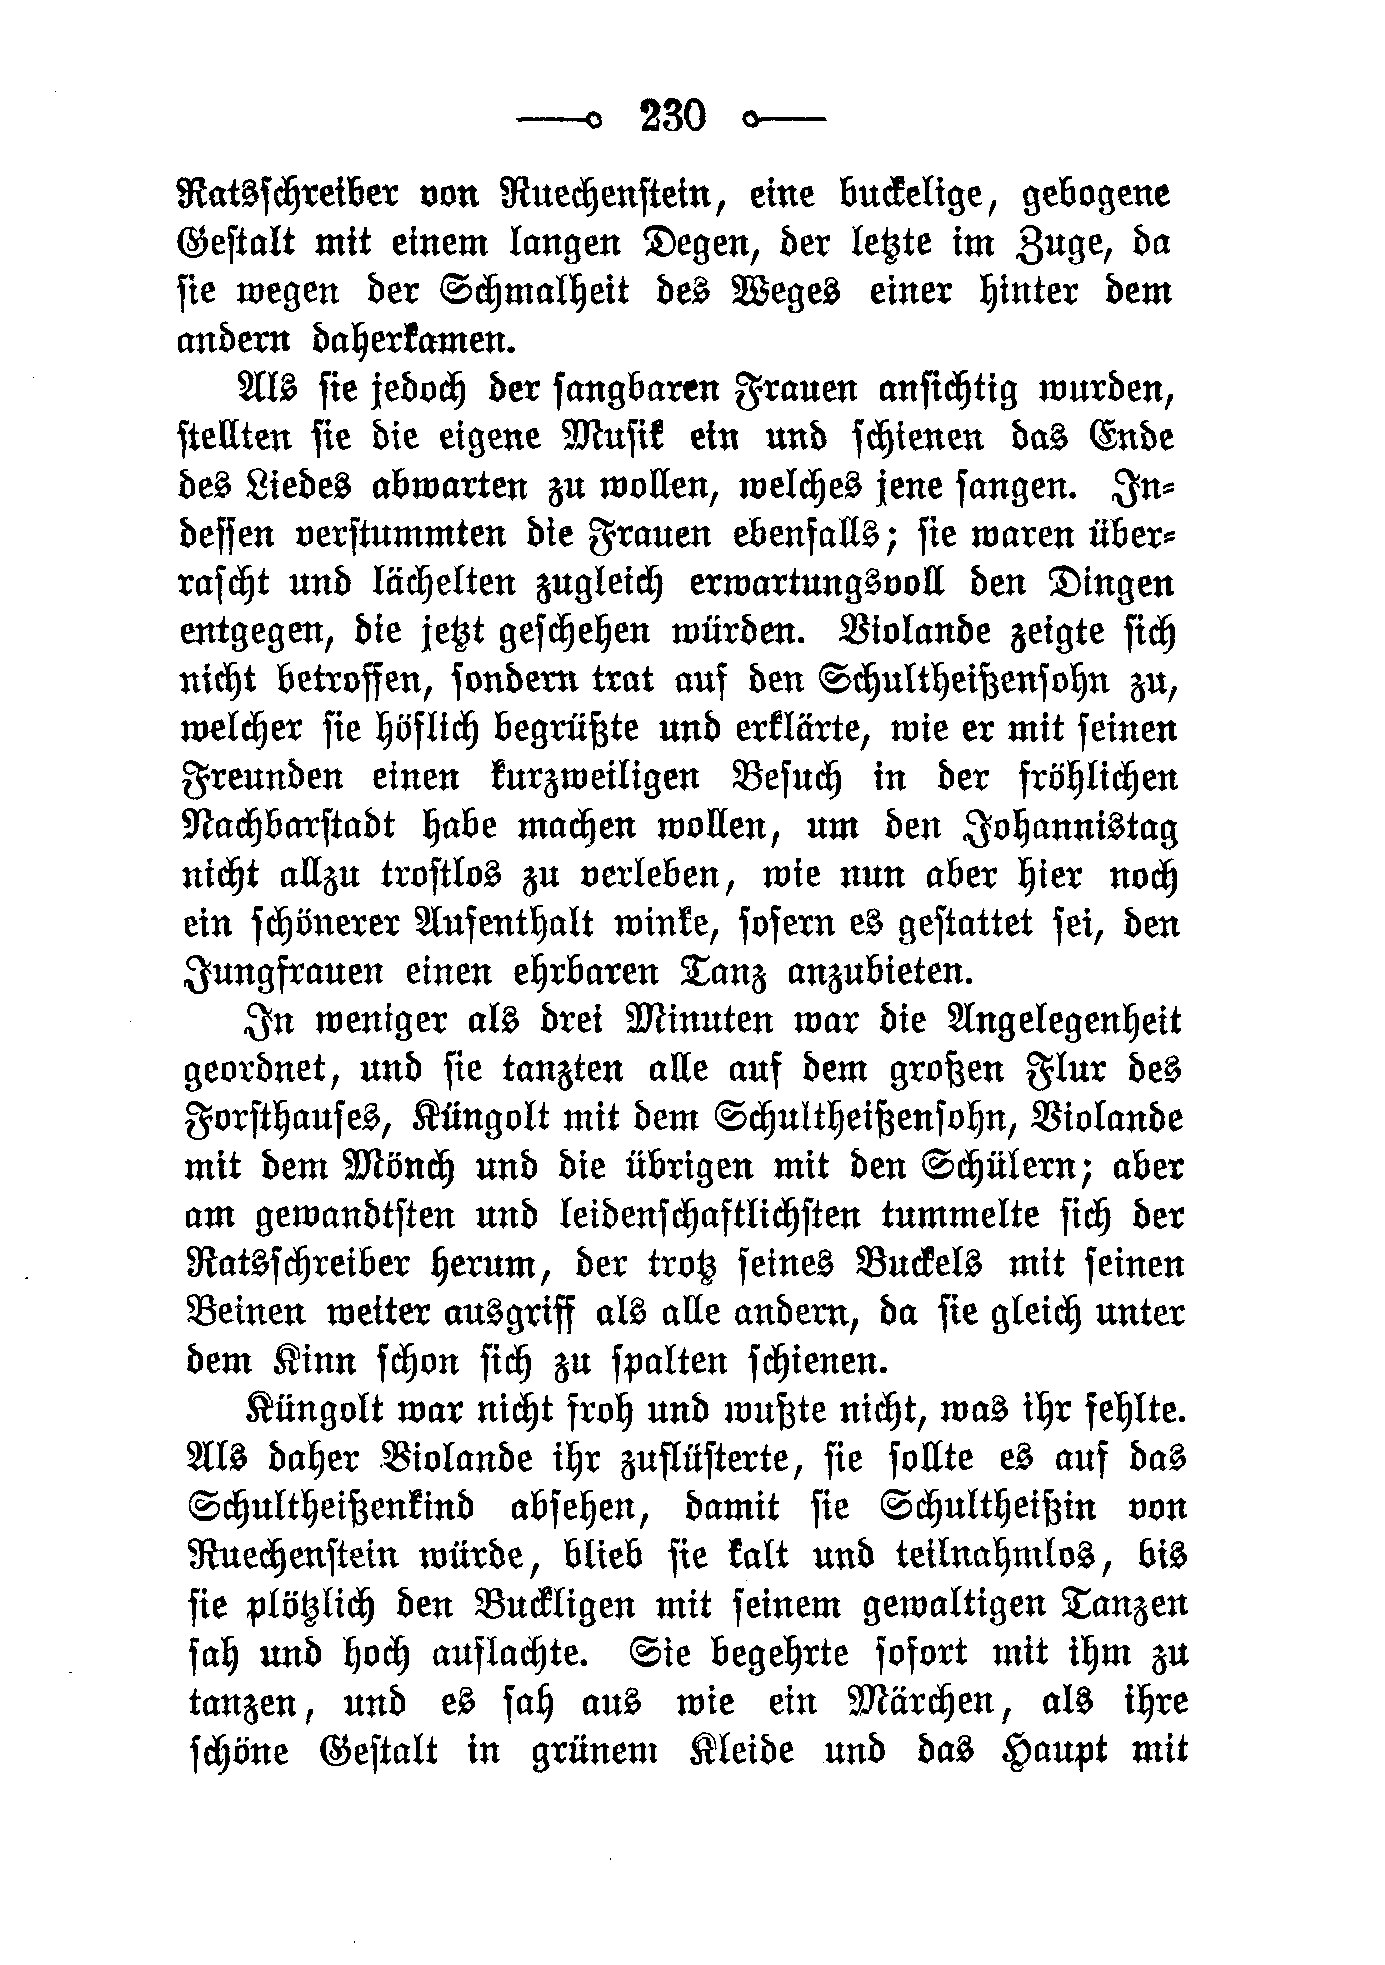 230
Ratsschreiber von Ruechenstein, eine buckelige, gebogene
Gestalt mit einem langen Degen, der letzte im Zuge, da
sie wegen der Schmalheit des Weges einer hinter dem
andern daherkamen.
Als sie jedoch der sangbaren Frauen ansichtig wurden,
stellten sie die eigene Musik ein und schienen das Ende
des Liedes abwarten zu wollen, welches jene sangen. In-
dessen verstummten die Frauen ebenfalls; sie waren über-
rascht und lächelten zugleich erwartungsvoll den Dingen
entgegen, die jetzt geschehen würden. Violande zeigte sich
nicht betroffen, sondern trat auf den Schultheißensohn zu,
welcher sie höflich begrüßte und erklärte, wie er mit seinen
Freunden einen kurzweiligen Besuch in der fröhlichen
Nachbarstadt habe machen wollen, um den Johannistag
nicht allzu trostlos zu verleben, wie nun aber hier noch
ein schönerer Aufenthalt winke, sofern es gestattet sei, den
Jungfrauen einen ehrbaren Tanz anzubieten.
In weniger als drei Minuten war die Angelegenheit
geordnet, und sie tanzten alle auf dem großen Flur des
Forsthauses, Küngolt mit dem Schultheißensohn, Violande
mit dem Mönch und die übrigen mit den Schülern; aber
am gewandtsten und leidenschaftlichsten tummelte sich der
Ratsschreiber herum, der trotz seines Buckels mit seinen
Beinen weiter ausgriff als alle andern, da sie gleich unter
dem Kinn schon sich zu spalten schienen.
Küngolt war nicht froh und wußte nicht, was ihr fehlte.
Als daher Violande ihr zuflüsterte, sie sollte es auf das
Schultheißenkind absehen, damit sie Schultheißin von
Ruechenstein würde, blieb sie kalt und teilnahmlos, bis
sie plötzlich den Buckligen mit seinem gewaltigen Tanzen
sah und hoch auflachte. Sie begehrte sofort mit ihm zu
tanzen, und es sah aus wie ein Märchen, als ihre
schöne Gestalt in grünem Kleide und das Haupt mit